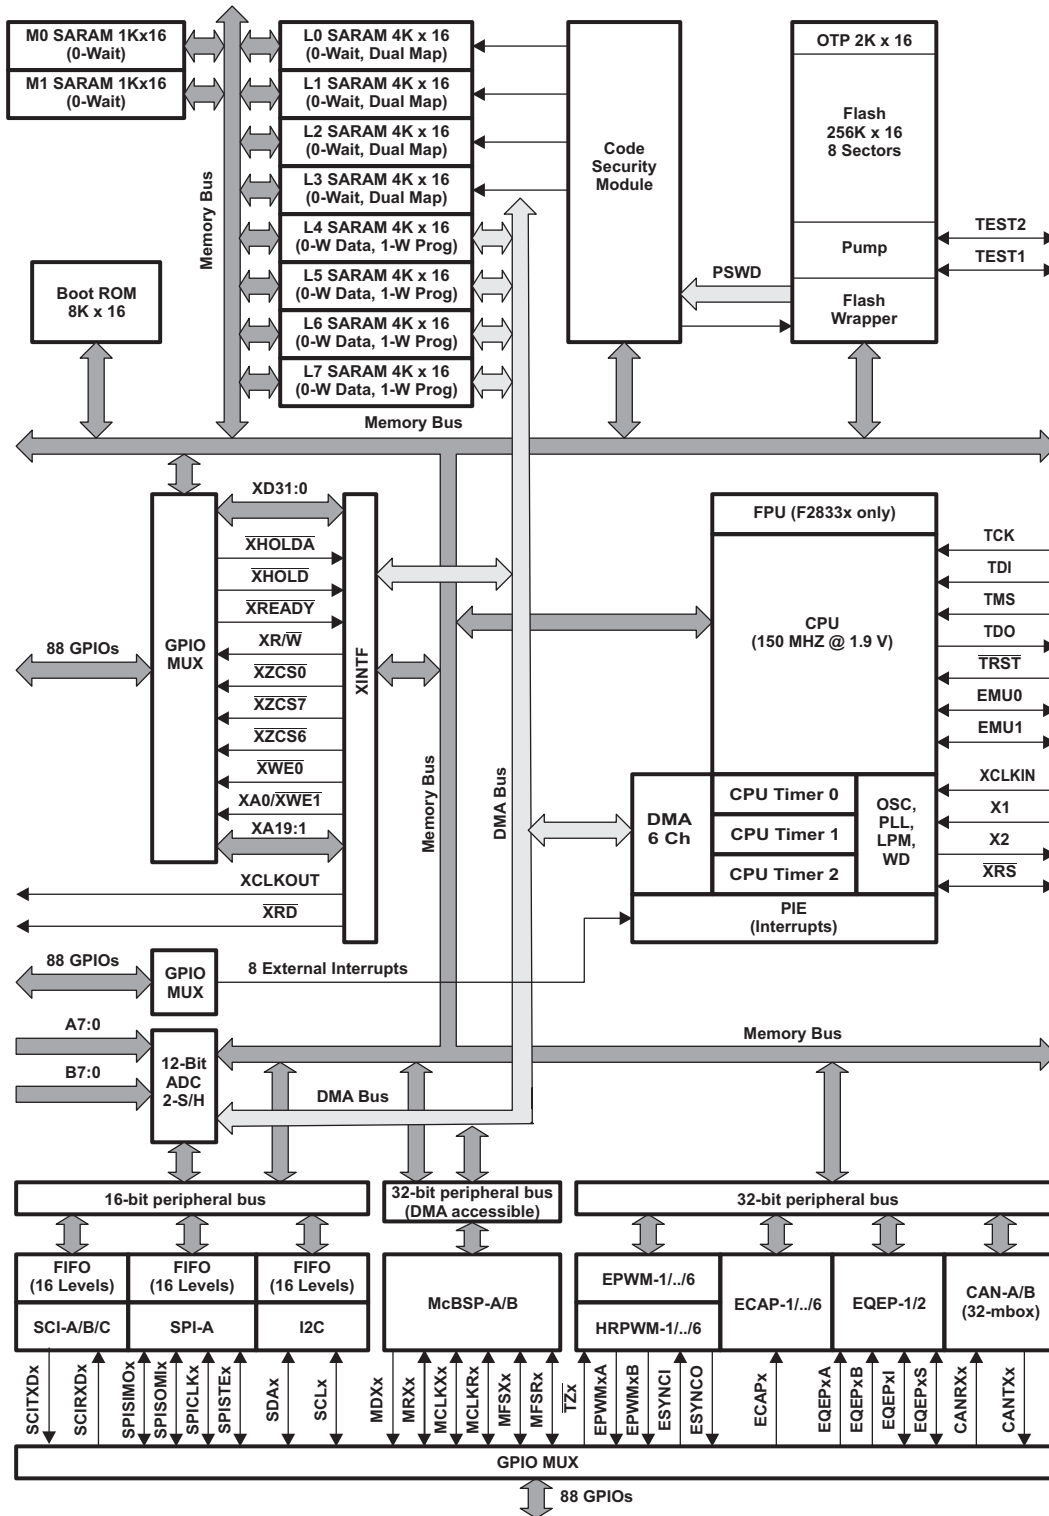 M0 SARAM 1Kx16
(0-Wait)
M1 SARAM 1Kx16
(0-Wait)
L0 SARAM 4K x 16
(0-Wait, Dual Map)
L1 SARAM 4K x 16
(0-Wait, Dual Map)
L2 SARAM 4K x 16
(0-Wait, Dual Map)
L3 SARAM 4K x 16
(0-Wait, Dual Map)
L4 SARAM 4K x 16
(0-W Data, 1-W Prog)
L5 SARAM 4K x 16
(0-W Data, 1-W Prog)
L6 SARAM 4K x 16
(0-W Data, 1-W Prog)
L7 SARAM 4K x 16
(0-W Data, 1-W Prog)
Memory Bus
Code
Security
Module
OTP 2K x 16
Flash
256K x 16
8 Sectors
Pump
Flash
Wrapper
PSWD
TEST2
TEST1
Boot ROM
8K x 16
Memory Bus
XD31:0
XHOLDA
XHOLD
XREADY
XR/W
XZCS0
XZCS7
XZCS6
XWE0
XA0/XWE1
XA19:1
XCLKOUT
XRD
88 GPIOs
GPIO
MUX
XINTF
Memory Bus
DMA Bus
FPU (F2833x only)
CPU
(150 MHZ @ 1.9 V)
TCK
TDI
TMS
TDO
TRST
EMU0
EMU1
XCLKIN
X1
X2
XRS
DMA
6 Ch
CPU Timer 0
CPU Timer 1
CPU Timer 2
OSC,
PLL,
LPM,
WD
PIE
(Interrupts)
88 GPIOs
GPIO
MUX
8 External Interrupts
A7:0
B7:0
12-Bit
ADC
2-S/H
Memory Bus
DMA Bus
16-bit peripheral bus
32-bit peripheral bus
(DMA accessible)
32-bit peripheral bus
FIFO
(16 Levels)
SCI-A/B/C
FIFO
(16 Levels)
SPI-A
FIFO
(16 Levels)
I2C
McBSP-A/B
EPWM-1/../6
HRPWM-1/../6
ECAP-1/../6
EQEP-1/2
CAN-A/B
(32-mbox)
SCITXDx
SCIRXDx
SPISIMOx
SPISOMIx
SPICLKx
SPISTEx
SDAx
SCLx
MDXx
MRXx
MCLKXx
MCLKRx
MFSXx
MFSRx
TZx
EPWMxA
EPWMxB
ESYNCI
ESYNCO
ECAPx
EQEPxA
EQEPxB
EQEPxI
EQEPxS
CANRXx
CANTXx
GPIO MUX
88 GPIOs